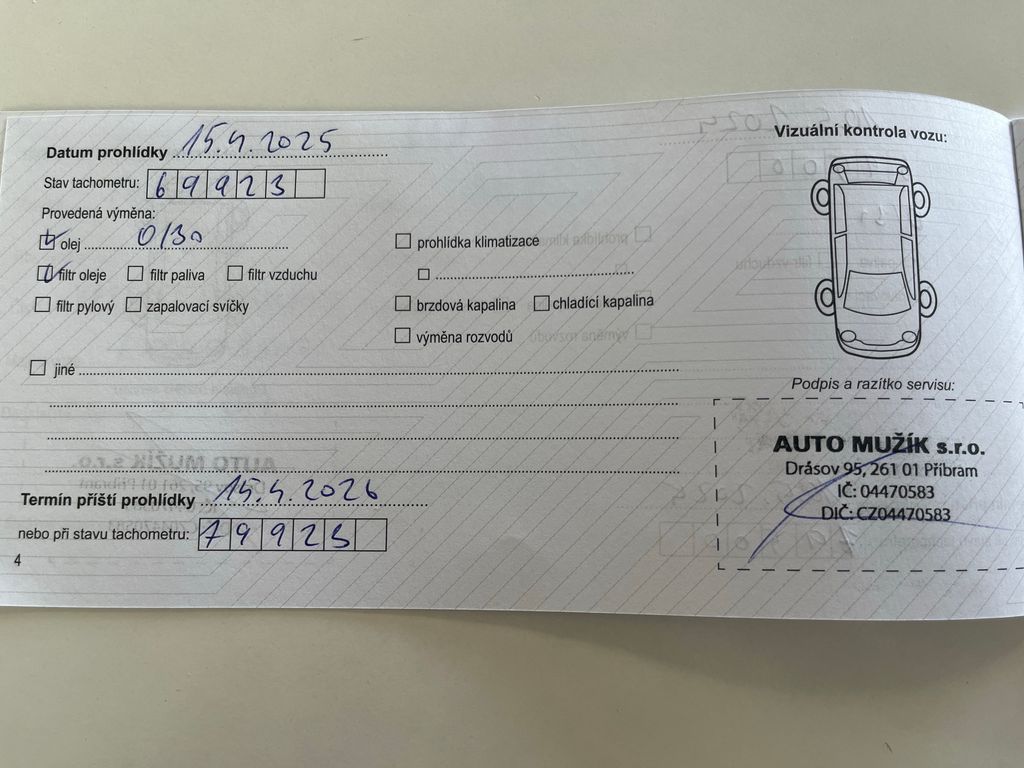 Datum prohlídky 15.4.2025
Stav tachometru: 69923
Provedená výměna:
olej 0/30
filtr oleje filtr paliva filtr vzduchu
filtr pylový zapalovací svíčky
prohlídka klimatizace
brzdová kapalina chladící kapalina
výměna rozvodů
jiné
Termín příští prohlídky 15.4.2026
nebo při stavu tachometru: 79923
4
Vizuální kontrola vozu:
Podpis a razítko servisu:
AUTO MUŽÍK s.r.o.
Drásov 95, 261 01 Příbram
IČ: 04470583
DIČ: CZ04470583